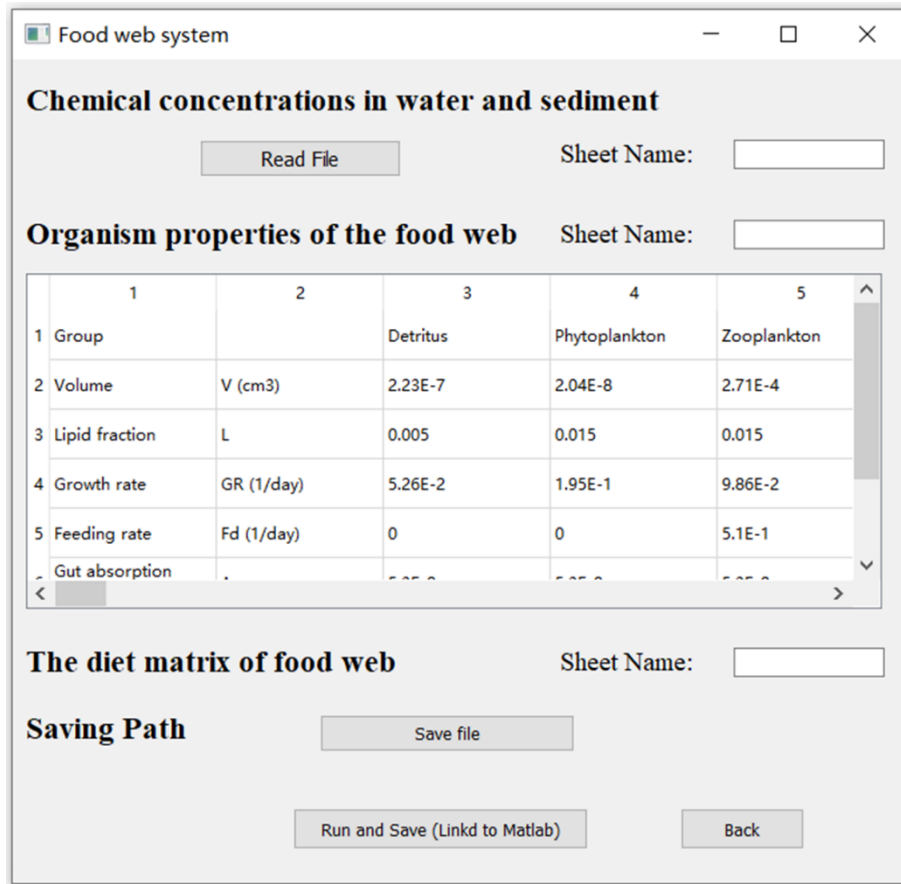 Food web system
Chemical concentrations in water and sediment
Read File Sheet Name:
Organism properties of the food web Sheet Name:
1 2 3 4 5
1 Group Detritus Phytoplankton Zooplankton
2 Volume V (cm3) 2.23E-7 2.04E-8 2.71E-4
3 Lipid fraction L 0.005 0.015 0.015
4 Growth rate GR (1/day) 5.26E-2 1.95E-1 9.86E-2
5 Feeding rate Fd (1/day) 0 0 5.1E-1
Gut absorption
The diet matrix of food web Sheet Name:
Saving Path Save file
Run and Save (Linkd to Matlab) Back